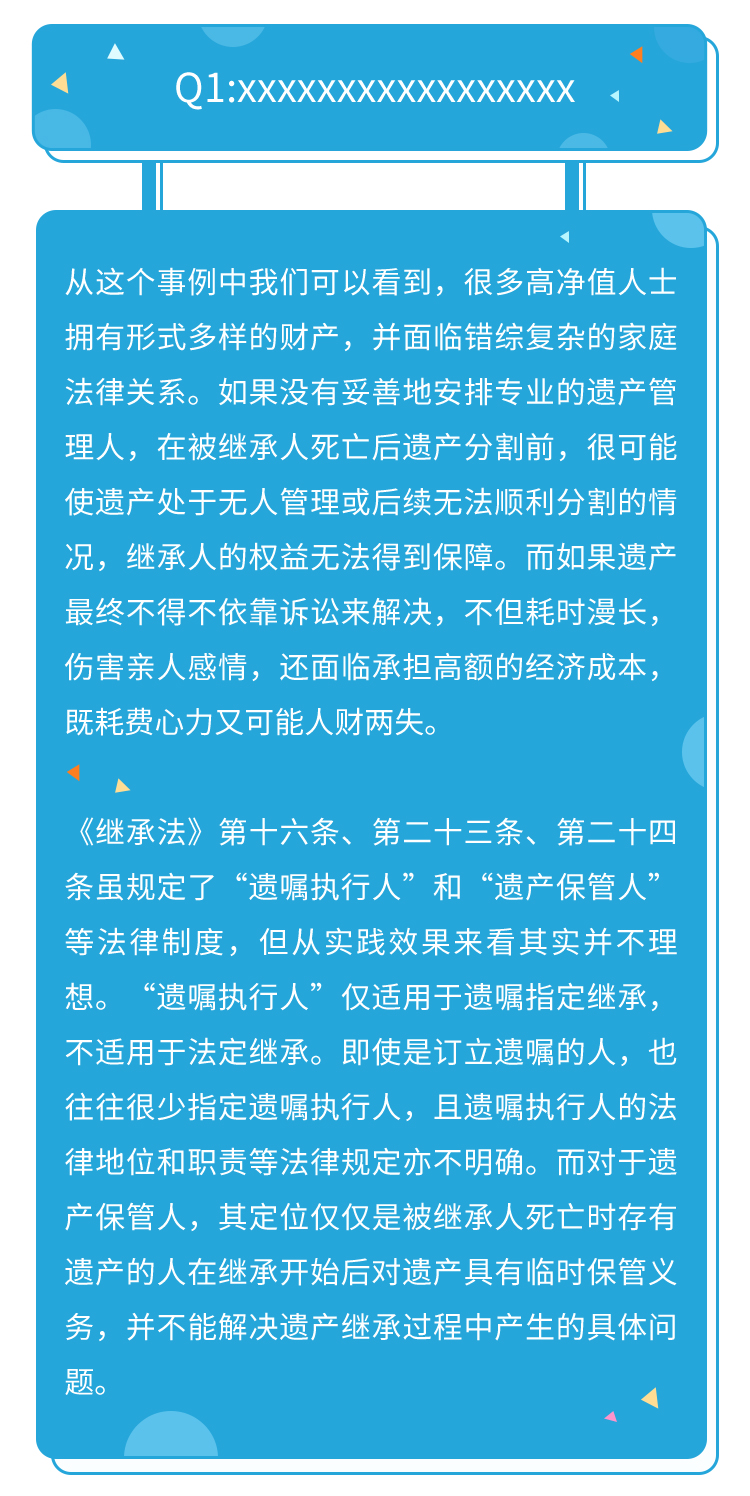 Q1:xxxxxxxxxxxxxxxxx
从这个事例中我们可以看到，很多高净值人士
拥有形式多样的财产，并面临错综复杂的家庭
法律关系。如果没有妥善地安排专业的遗产管
理人，在被继承人死亡后遗产分割前，很可能
使遗产处于无人管理或后续无法顺利分割的情
况，继承人的权益无法得到保障。而如果遗产
最终不得不依靠诉讼来解决，不但耗时漫长，
伤害亲人感情，还面临承担高额的经济成本，
既耗费心力又可能人财两失。
《继承法》第十六条、第二十三条、第二十四
条虽规定了“遗嘱执行人”和“遗产保管人”
等法律制度，但从实践效果来看其实并不理
想。“遗嘱执行人”仅适用于遗嘱指定继承，
不适用于法定继承。即使是订立遗嘱的人，也
往往很少指定遗嘱执行人，且遗嘱执行人的法
律地位和职责等法律规定亦不明确。而对于遗
产保管人，其定位仅仅是被继承人死亡时存有
遗产的人在继承开始后对遗产具有临时保管义
务，并不能解决遗产继承过程中产生的具体问
题。